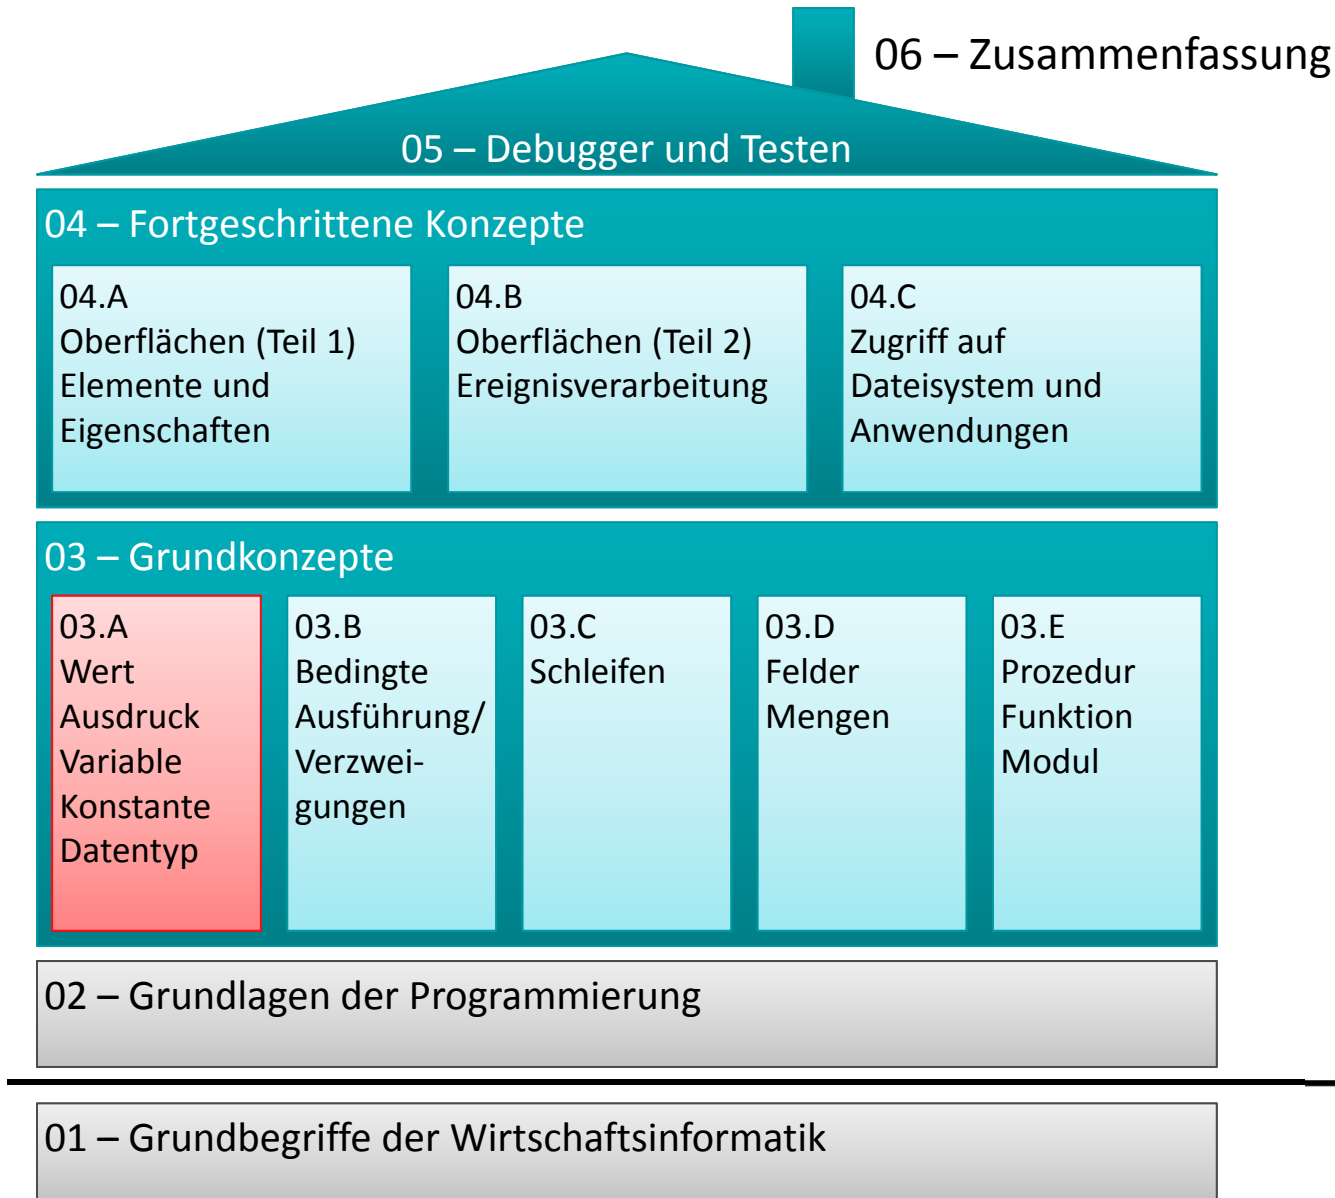 06 – Zusammenfassung
05 – Debugger und Testen
04 – Fortgeschrittene Konzepte
04.A
Oberflächen (Teil 1)
Elemente und
Eigenschaften
04.B
Oberflächen (Teil 2)
Ereignisverarbeitung
04.C
Zugriff auf
Dateisystem und
Anwendungen
03 – Grundkonzepte
03.A
Wert
Ausdruck
Variable
Konstante
Datentyp
03.B
Bedingte
Ausführung/
Verzwei-
gungen
03.C
Schleifen
03.D
Felder
Mengen
03.E
Prozedur
Funktion
Modul
02 – Grundlagen der Programmierung
01 – Grundbegriffe der Wirtschaftsinformatik